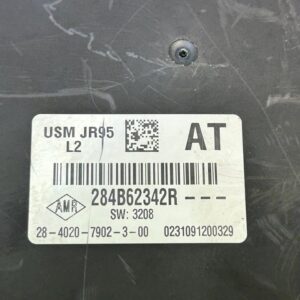 USM JR95
L2
AT
284B62342R---
AMR
SW: 3208
28-4020-7902-3-00 0231091200329